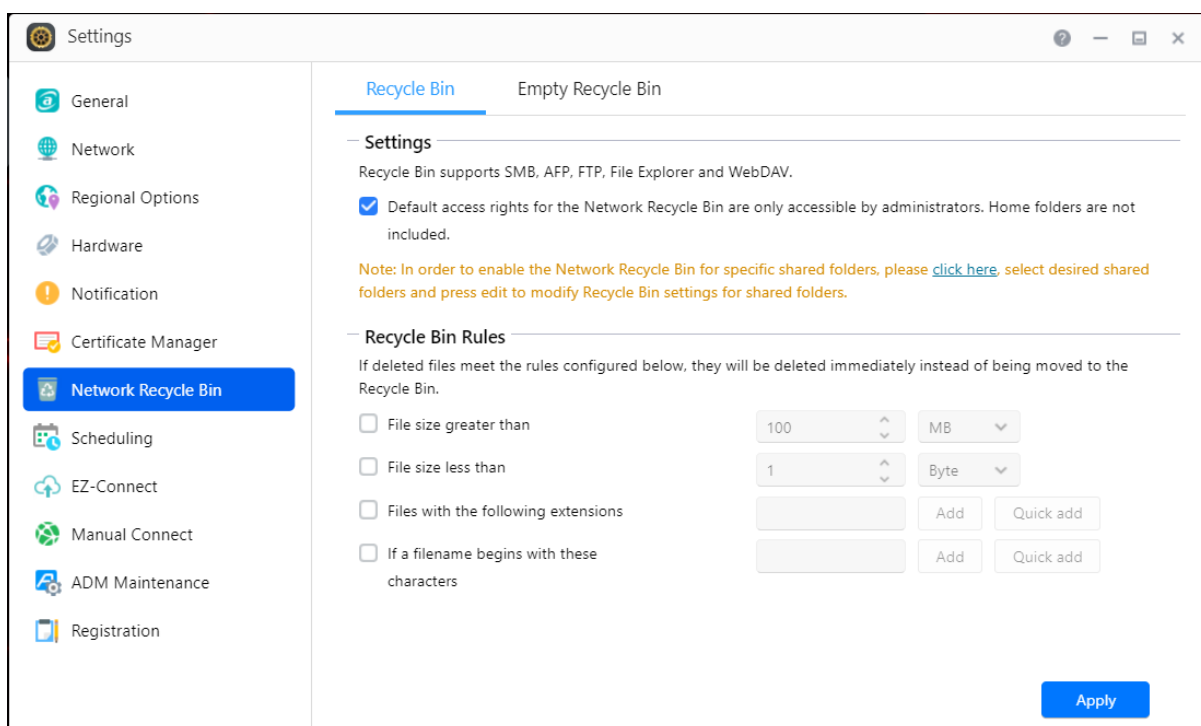 Settings
General
Network
Regional Options
Hardware
Notification
Certificate Manager
Network Recycle Bin
Scheduling
EZ-Connect
Manual Connect
ADM Maintenance
Registration
Recycle Bin
Empty Recycle Bin
Settings
Recycle Bin supports SMB, AFP, FTP, File Explorer and WebDAV.
Default access rights for the Network Recycle Bin are only accessible by administrators. Home folders are not
included.
Note: In order to enable the Network Recycle Bin for specific shared folders, please click here, select desired shared
folders and press edit to modify Recycle Bin settings for shared folders.
Recycle Bin Rules
If deleted files meet the rules configured below, they will be deleted immediately instead of being moved to the
Recycle Bin.
File size greater than 100 MB
File size less than 1 Byte
Files with the following extensions Add Quick add
If a filename begins with these
characters
Add Quick add
Apply